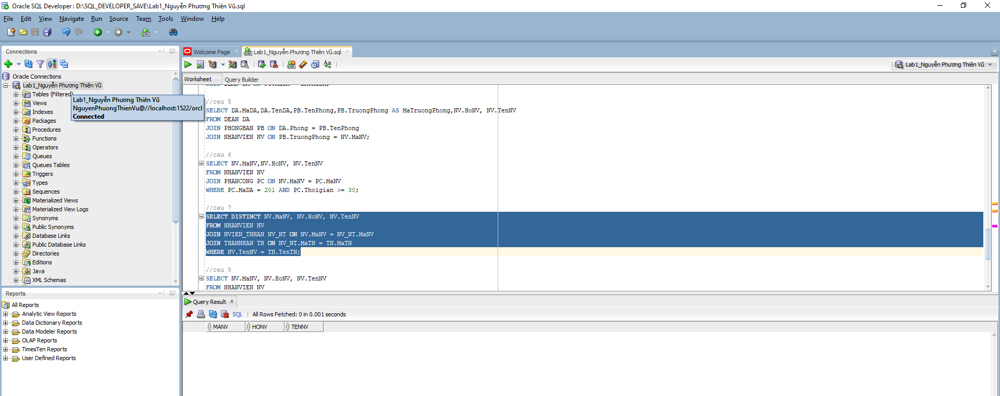 Oracle SQL Developer : D:\SQL_DEVELOPER_SAVE\Lab1_Nguyễn Phương Thiên Vũ.sql
File Edit View Navigate Run Source Team Tools Window Help
Connections
Oracle Connections
Lab1_Nguyễn Phương Thiên Vũ
Tables (Filtered)
Views
Indexes
Packages
Procedures
Functions
Operators
Queues
Queues Tables
Triggers
Types
Sequences
Materialized Views
Materialized View Logs
Synonyms
Public Synonyms
Database Links
Public Database Links
Directories
Editions
Java
XML Schemas
Lab1_Nguyễn Phương Thiên Vũ
NguyenPhuongThienVu@//localhost:1522/orcl
Connected
Reports
All Reports
Analytic View Reports
Data Dictionary Reports
Data Modeler Reports
OLAP Reports
TimesTen Reports
User Defined Reports
Welcome Page
Lab1_Nguyễn Phương Thiên Vũ.sql
Lab1_Nguyễn Phương Thiên Vũ
Worksheet Query Builder
//cau 5
SELECT DA.MaDA,DA.TenDA,PB.TenPhong,PB.TruongPhong AS MaTruongPhong,NV.HoNV, NV.TenNV
FROM DEAN DA
JOIN PHONGBAN PB ON DA.Phong = PB.TenPhong
JOIN NHANVIEN NV ON PB.TruongPhong = NV.MaNV;
//cau 6
SELECT NV.MaNV,NV.HoNV, NV.TenNV
FROM NHANVIEN NV
JOIN PHANCONG PC ON NV.MaNV = PC.MaNV
WHERE PC.MaDA = 201 AND PC.Thoigian >= 30;
//cau 7
SELECT DISTINCT NV.MaNV, NV.HoNV, NV.TenNV
FROM NHANVIEN NV
JOIN NVIEN_TNHAN NV_NT ON NV.MaNV = NV_NT.MaNV
JOIN THANNHAN TN ON NV_NT.MaTN = TN.MaTN
WHERE NV.TenNV = TN.TenTN;
//cau 8
SELECT NV.MaNV, NV.HoNV, NV.TenNV
FROM NHANVIEN NV
Query Result
SQL All Rows Fetched: 0 in 0.001 seconds
MANV HONV TENNV